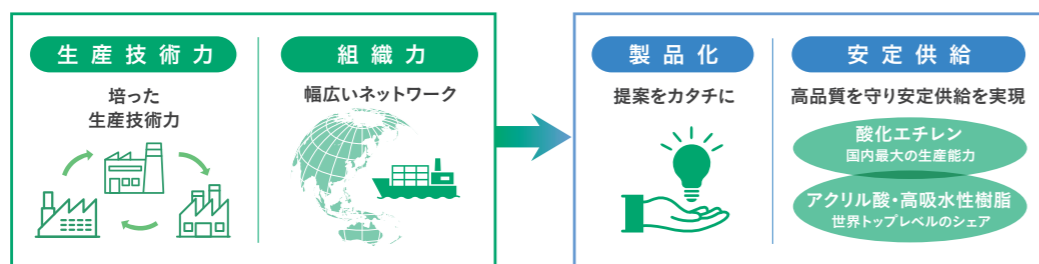 生産技術力
培った
生産技術力
組織力
幅広いネットワーク
製品化
提案をカタチに
安定供給
高品質を守り安定供給を実現
酸化エチレン
国内最大の生産能力
アクリル酸・高吸水性樹脂
世界トップレベルのシェア